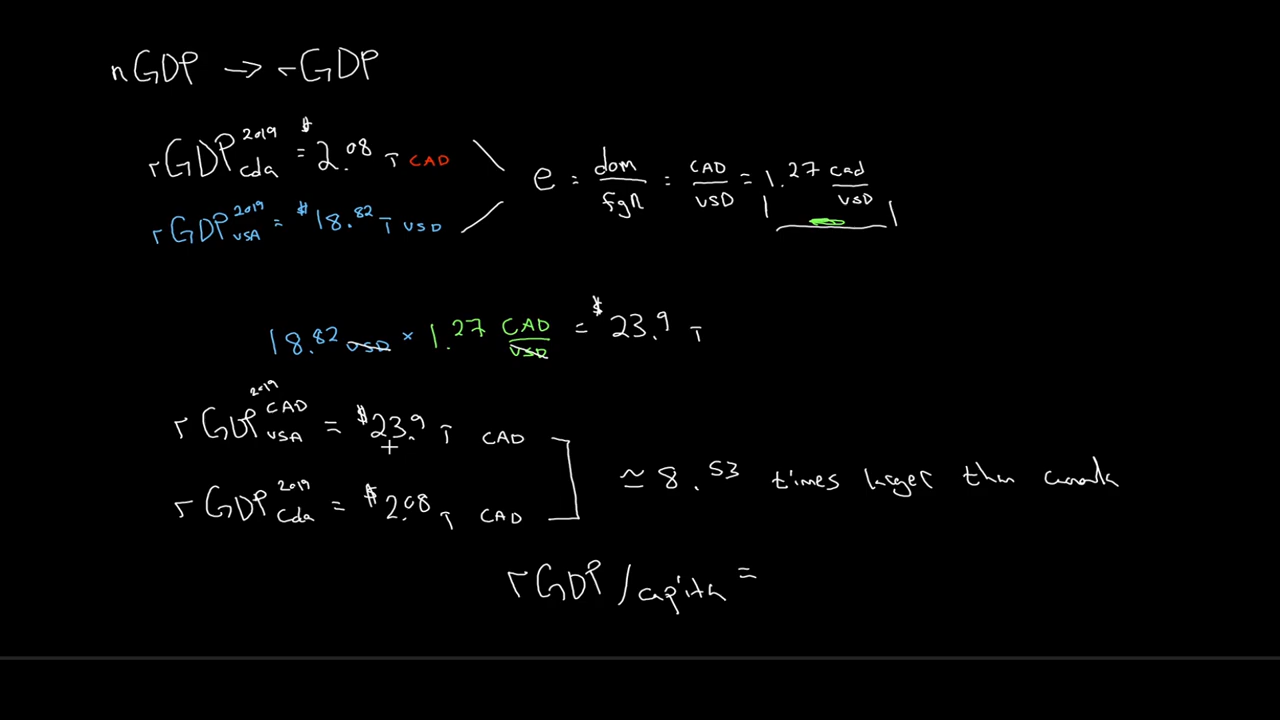 nGDP → rGDP
rGDP 2019 cda = $2.08 T CAD
rGDP 2019 USA = $18.82 T USD
e = dom/fgn = CAD/USD = 1.27 cad/USD
18.82 USD × 1.27 CAD/USD = $23.9 T
rGDP 2019 CAD USA = $23.9 T CAD
rGDP 2019 Cda = $2.08 T CAD
≈ 8.53 times larger than canada
rGDP/capita =